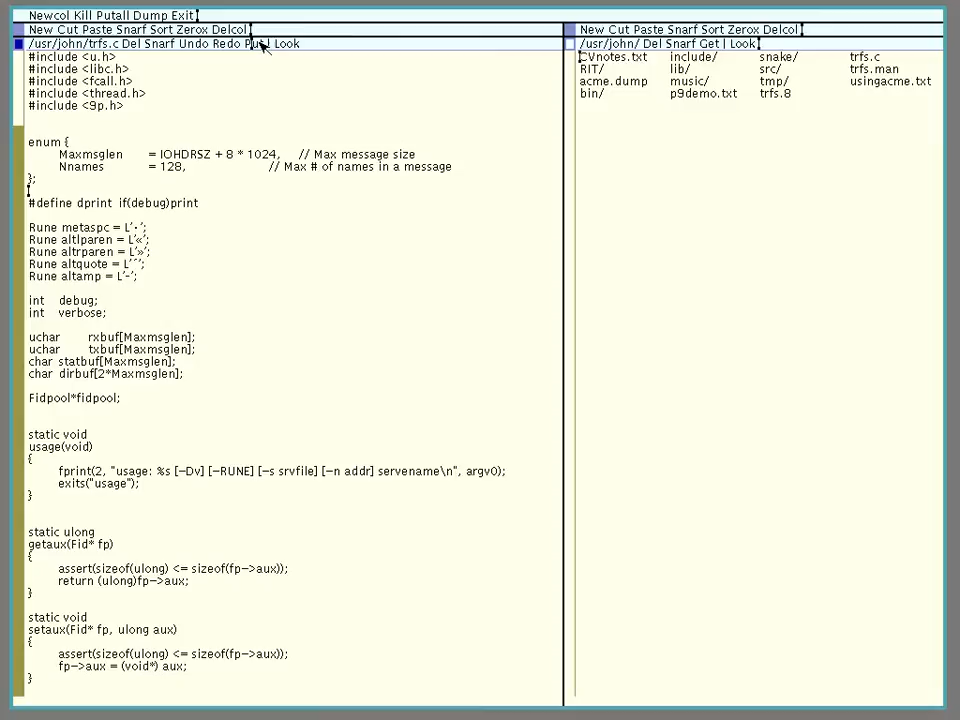 Newcol Kill Putall Dump Exit
New Cut Paste Snarf Sort Zerox Delcol
/usr/john/trfs.c Del Snarf Undo Redo Put | Look
#include <u.h>
#include <libc.h>
#include <fcall.h>
#include <thread.h>
#include <9p.h>
enum {
Maxmsglen = IOHDRSZ + 8 * 1024, // Max message size
Nnames = 128, // Max # of names in a message
};
#define dprint if(debug)print
Rune metaspc = L'·';
Rune altlparen = L'«';
Rune altrparen = L'»';
Rune altquote = L'´';
Rune altamp = L'-';
int debug;
int verbose;
uchar rxbuf[Maxmsglen];
uchar txbuf[Maxmsglen];
char statbuf[Maxmsglen];
char dirbuf[2*Maxmsglen];
Fidpool*fidpool;
static void
usage(void)
{
fprint(2, "usage: %s [-Dv] [-RUNE] [-s srvfile] [-n addr] servename\n", argv0);
exits("usage");
}
static ulong
getaux(Fid* fp)
{
assert(sizeof(ulong) <= sizeof(fp->aux));
return (ulong)fp->aux;
}
static void
setaux(Fid* fp, ulong aux)
{
assert(sizeof(ulong) <= sizeof(fp->aux));
fp->aux = (void*) aux;
}
New Cut Paste Snarf Sort Zerox Delcol
/usr/john/ Del Snarf Get | Look
CVnotes.txt include/ snake/ trfs.c
RIT/ lib/ src/ trfs.man
acme.dump music/ tmp/ usingacme.txt
bin/ p9demo.txt trfs.8